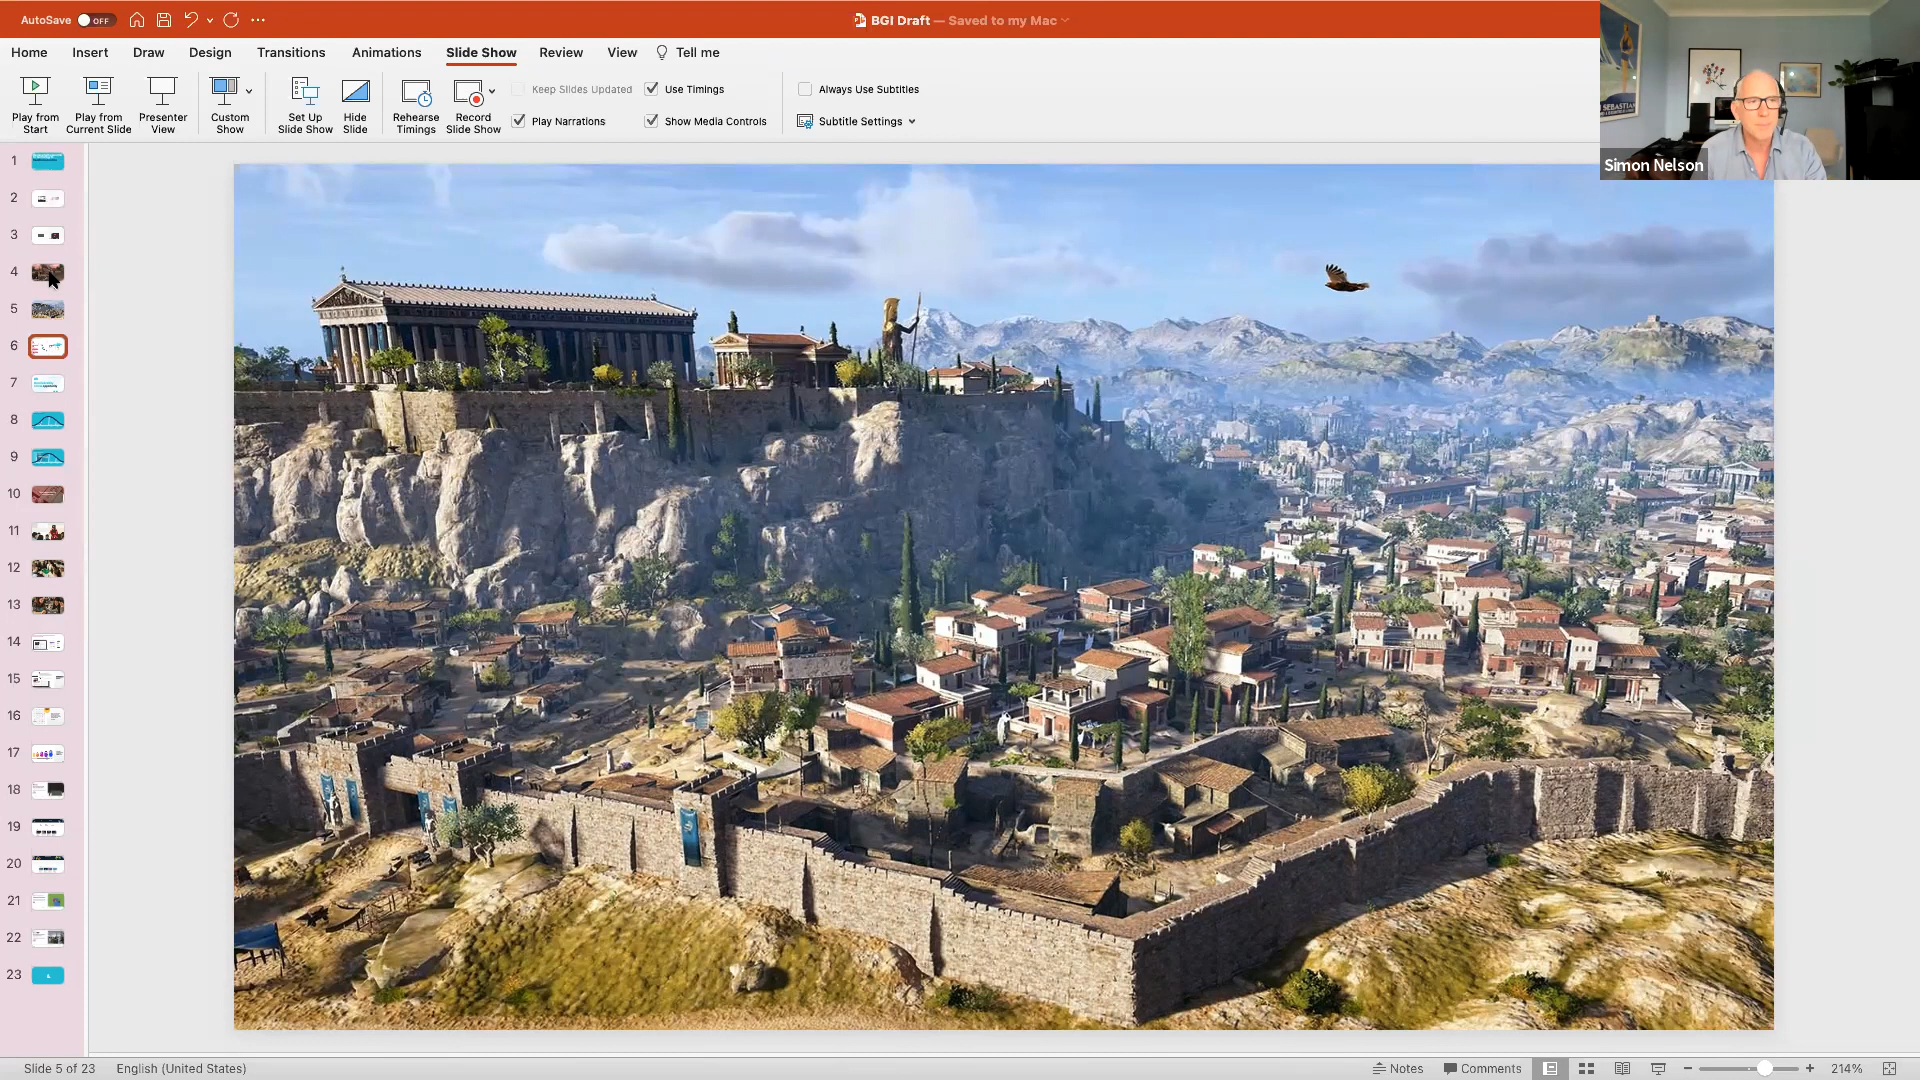 AutoSave OFF
BGI Draft — Saved to my Mac
Home Insert Draw Design Transitions Animations Slide Show Review View Tell me
Play from Start
Play from Current Slide
Presenter View
Custom Show
Set Up Slide Show
Hide Slide
Rehearse Timings
Record Slide Show
Keep Slides Updated
Use Timings
Play Narrations
Show Media Controls
Always Use Subtitles
Subtitle Settings
SEBASTIAN
Simon Nelson
1
2
3
4
5
6
7
8
9
10
11
12
13
14
15
16
17
18
19
20
21
22
23
Slide 5 of 23 English (United States) Notes Comments 214%